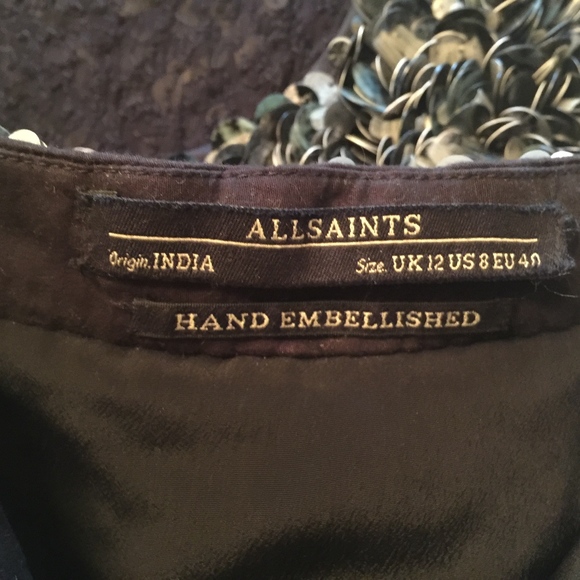 ALLSAINTS
Origin. INDIA Size. UK 12 US 8 EU 40
HAND EMBELLISHED